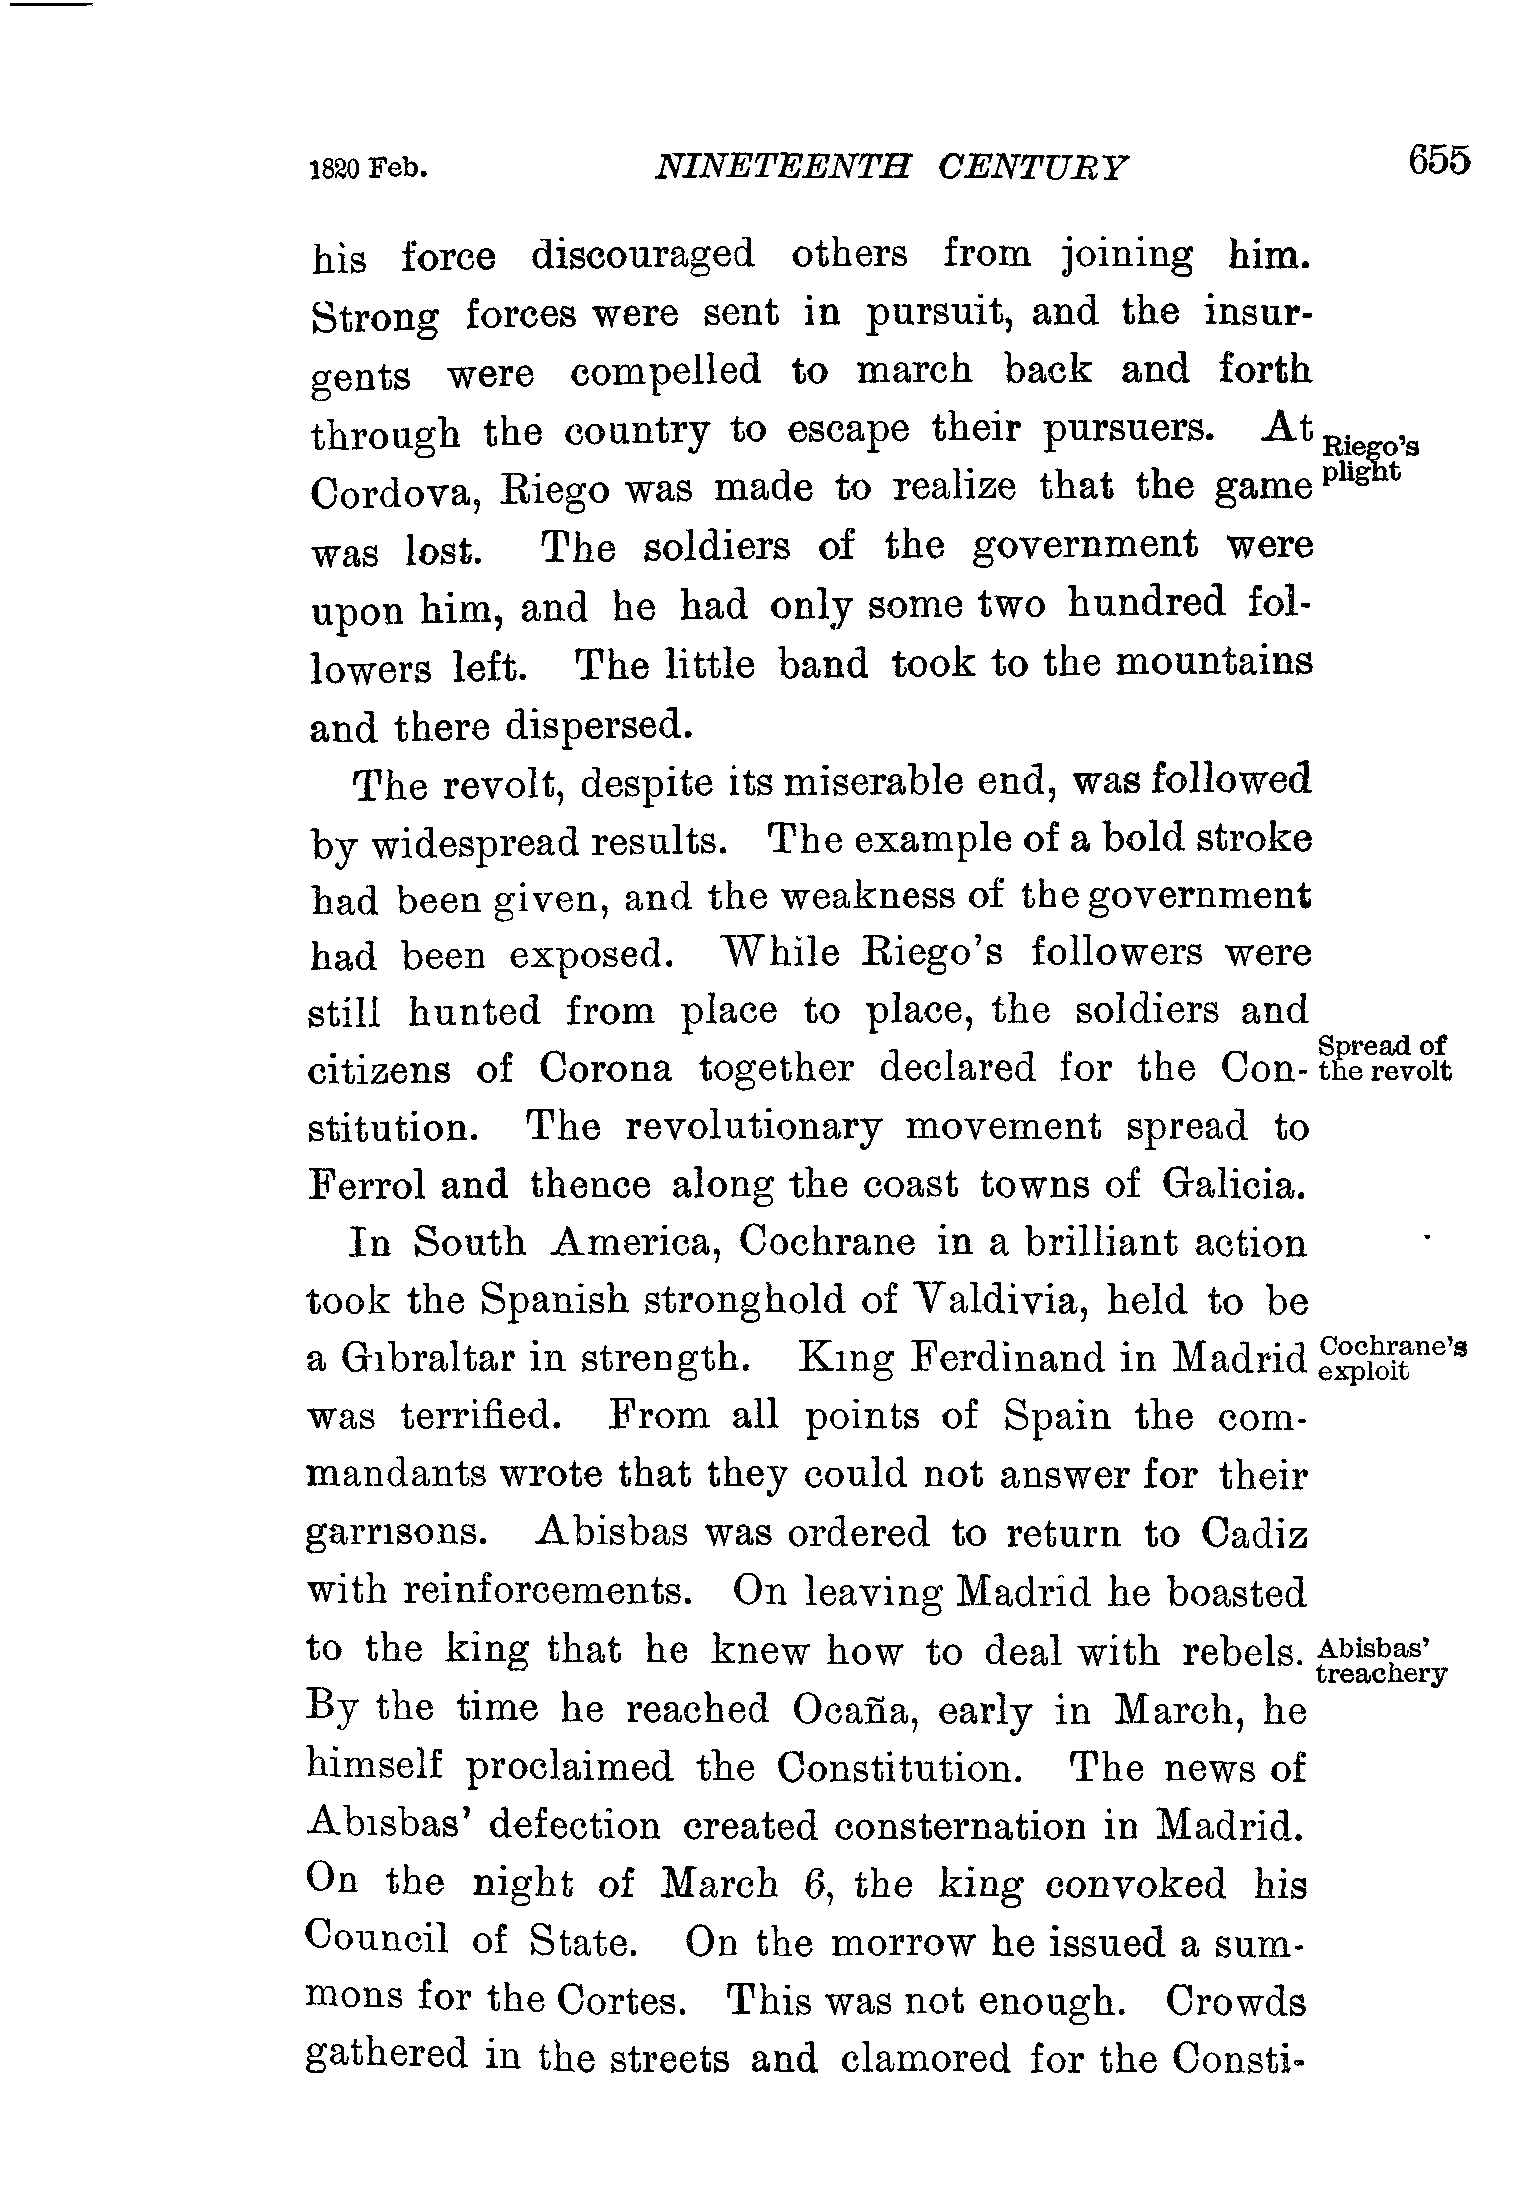 1820 Feb. NINETEENTH CENTURY 655
his force discouraged others from joining him.
Strong forces were sent in pursuit, and the insur-
gents were compelled to march back and forth
through the country to escape their pursuers. At
Riego's
plight
Cordova, Riego was made to realize that the game
was lost. The soldiers of the government were
upon him, and he had only some two hundred fol-
lowers left. The little band took to the mountains
and there dispersed.
The revolt, despite its miserable end, was followed
by widespread results. The example of a bold stroke
had been given, and the weakness of the government
had been exposed. While Riego's followers were
still hunted from place to place, the soldiers and
citizens of Corona together declared for the Con-
Spread of
the revolt
stitution. The revolutionary movement spread to
Ferrol and thence along the coast towns of Galicia.
In South America, Cochrane in a brilliant action
took the Spanish stronghold of Valdivia, held to be
a Gibraltar in strength. King Ferdinand in Madrid
Cochrane's
exploit
was terrified. From all points of Spain the com-
mandants wrote that they could not answer for their
garrisons. Abisbas was ordered to return to Cadiz
with reinforcements. On leaving Madrid he boasted
to the king that he knew how to deal with rebels.
Abisbas'
treachery
By the time he reached Ocaña, early in March, he
himself proclaimed the Constitution. The news of
Abisbas' defection created consternation in Madrid.
On the night of March 6, the king convoked his
Council of State. On the morrow he issued a sum-
mons for the Cortes. This was not enough. Crowds
gathered in the streets and clamored for the Consti-